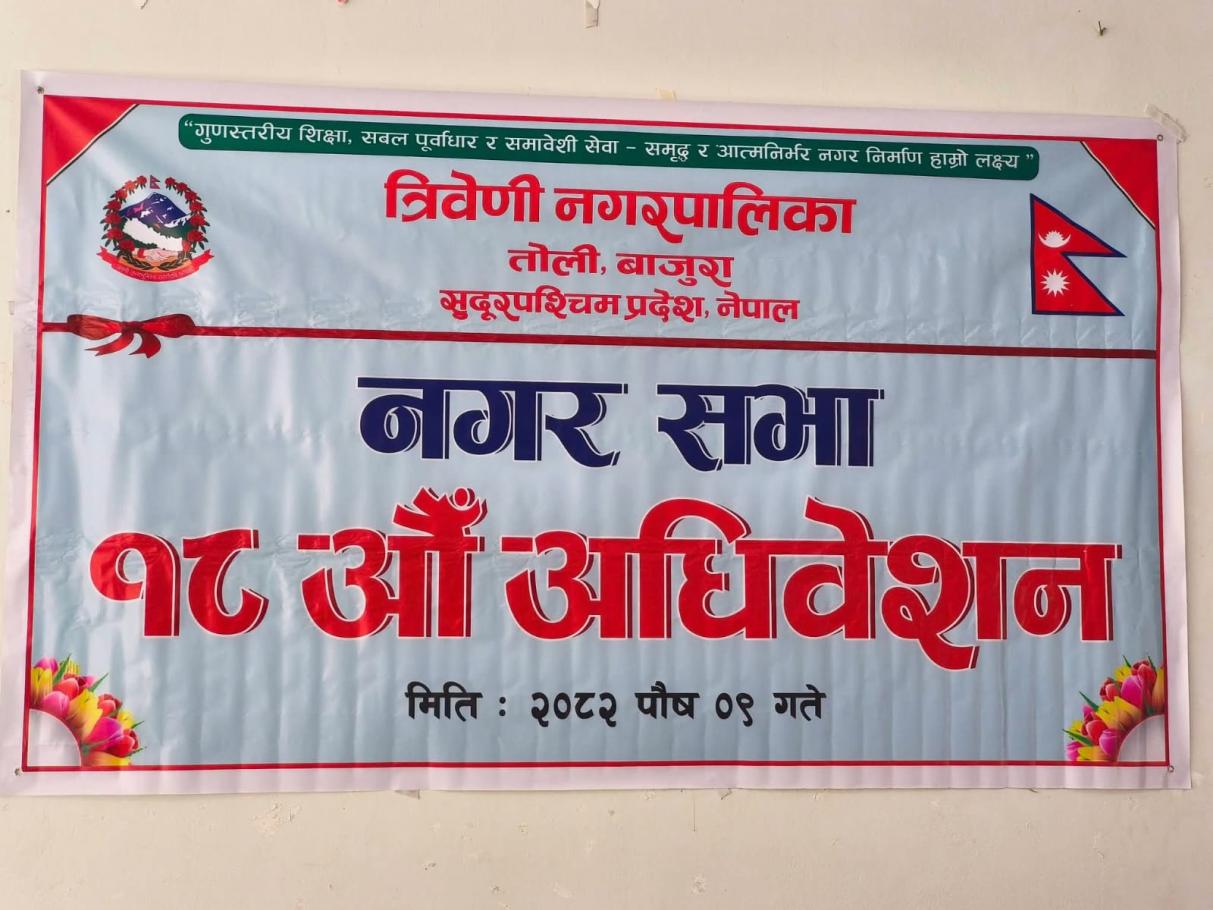 “गुणस्तरीय शिक्षा, सबल पूर्वाधार र समावेशी सेवा - समृद्ध र आत्मनिर्भर नगर निर्माण हाम्रो लक्ष्य ”
त्रिवेणी नगरपालिका
तोली, बाजुरा
सुदूरपश्चिम प्रदेश, नेपाल
नगर सभा
१८ औँ अधिवेशन
मिति : २०८२ पौष ०९ गते